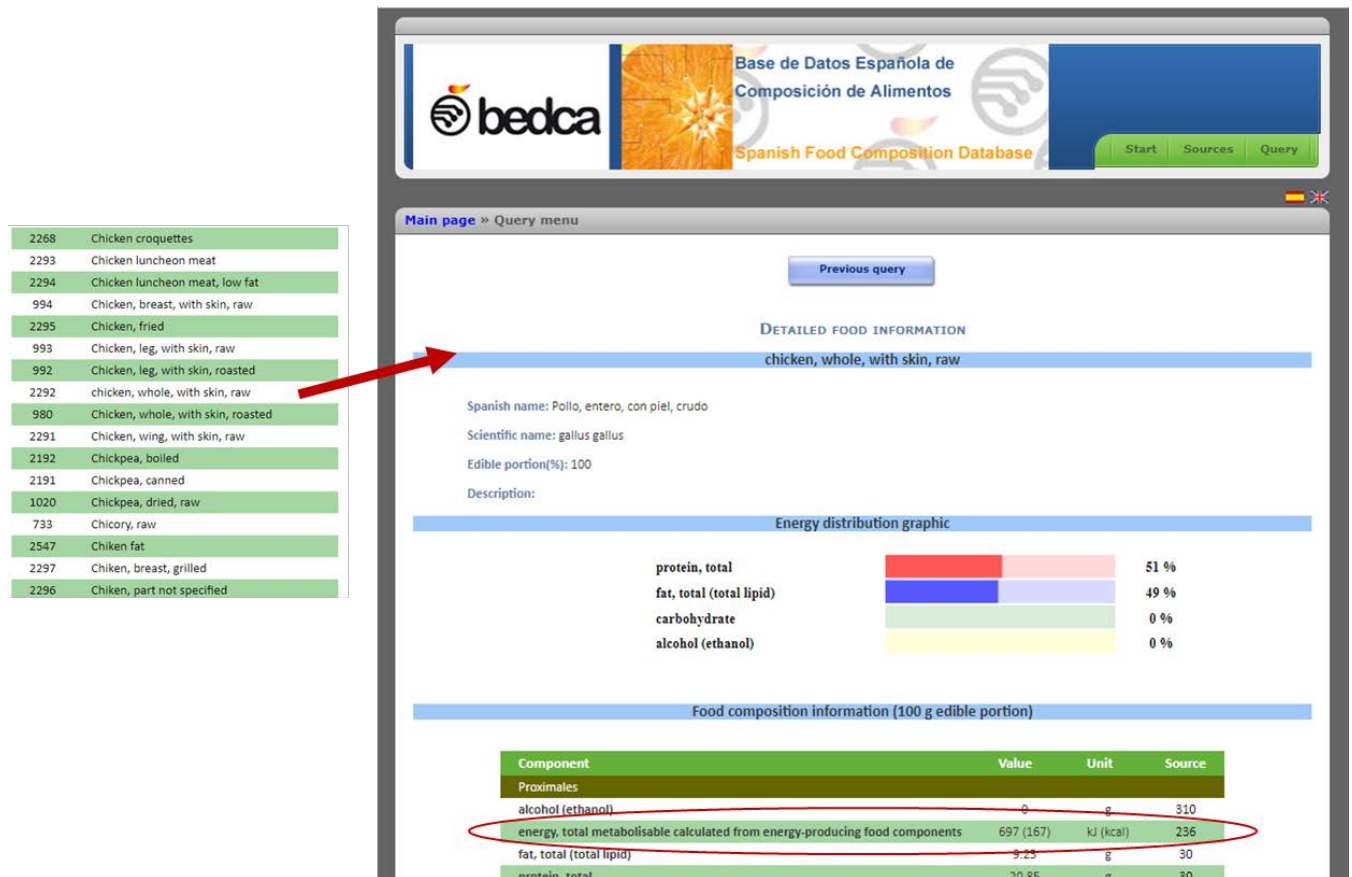 2268 Chicken croquettes
2293 Chicken luncheon meat
2294 Chicken luncheon meat, low fat
994 Chicken, breast, with skin, raw
2295 Chicken, fried
993 Chicken, leg, with skin, raw
992 Chicken, leg, with skin, roasted
2292 chicken, whole, with skin, raw
980 Chicken, whole, with skin, roasted
2291 Chicken, wing, with skin, raw
2192 Chickpea, boiled
2191 Chickpea, canned
1020 Chickpea, dried, raw
733 Chicory, raw
2547 Chiken fat
2297 Chiken, breast, grilled
2296 Chiken, part not specified
bedca
Base de Datos Española de
Composición de Alimentos
Spanish Food Composition Database
Start Sources Query
Main page » Query menu
Previous query
DETAILED FOOD INFORMATION
chicken, whole, with skin, raw
Spanish name: Pollo, entero, con piel, crudo
Scientific name: gallus gallus
Edible portion(%): 100
Description:
Energy distribution graphic
protein, total 51 %
fat, total (total lipid) 49 %
carbohydrate 0 %
alcohol (ethanol) 0 %
Food composition information (100 g edible portion)
Component Value Unit Source
Proximales
alcohol (ethanol) 0 g 310
energy, total metabolisable calculated from energy-producing food components 697 (167) kJ (kcal) 236
fat, total (total lipid) 9.25 g 30
protein, total 20.85 g 30